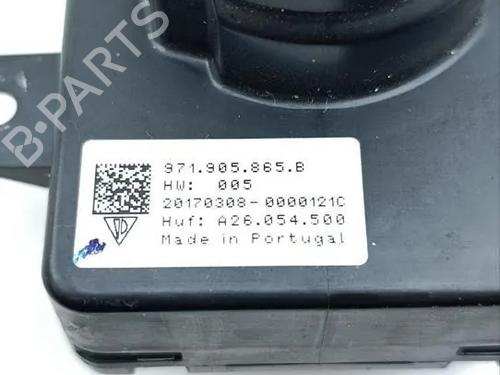 B-PARTS
971.905.865.B
HW: 005
20170308-0000121C
Huf: A26.054.500
Made in Portugal